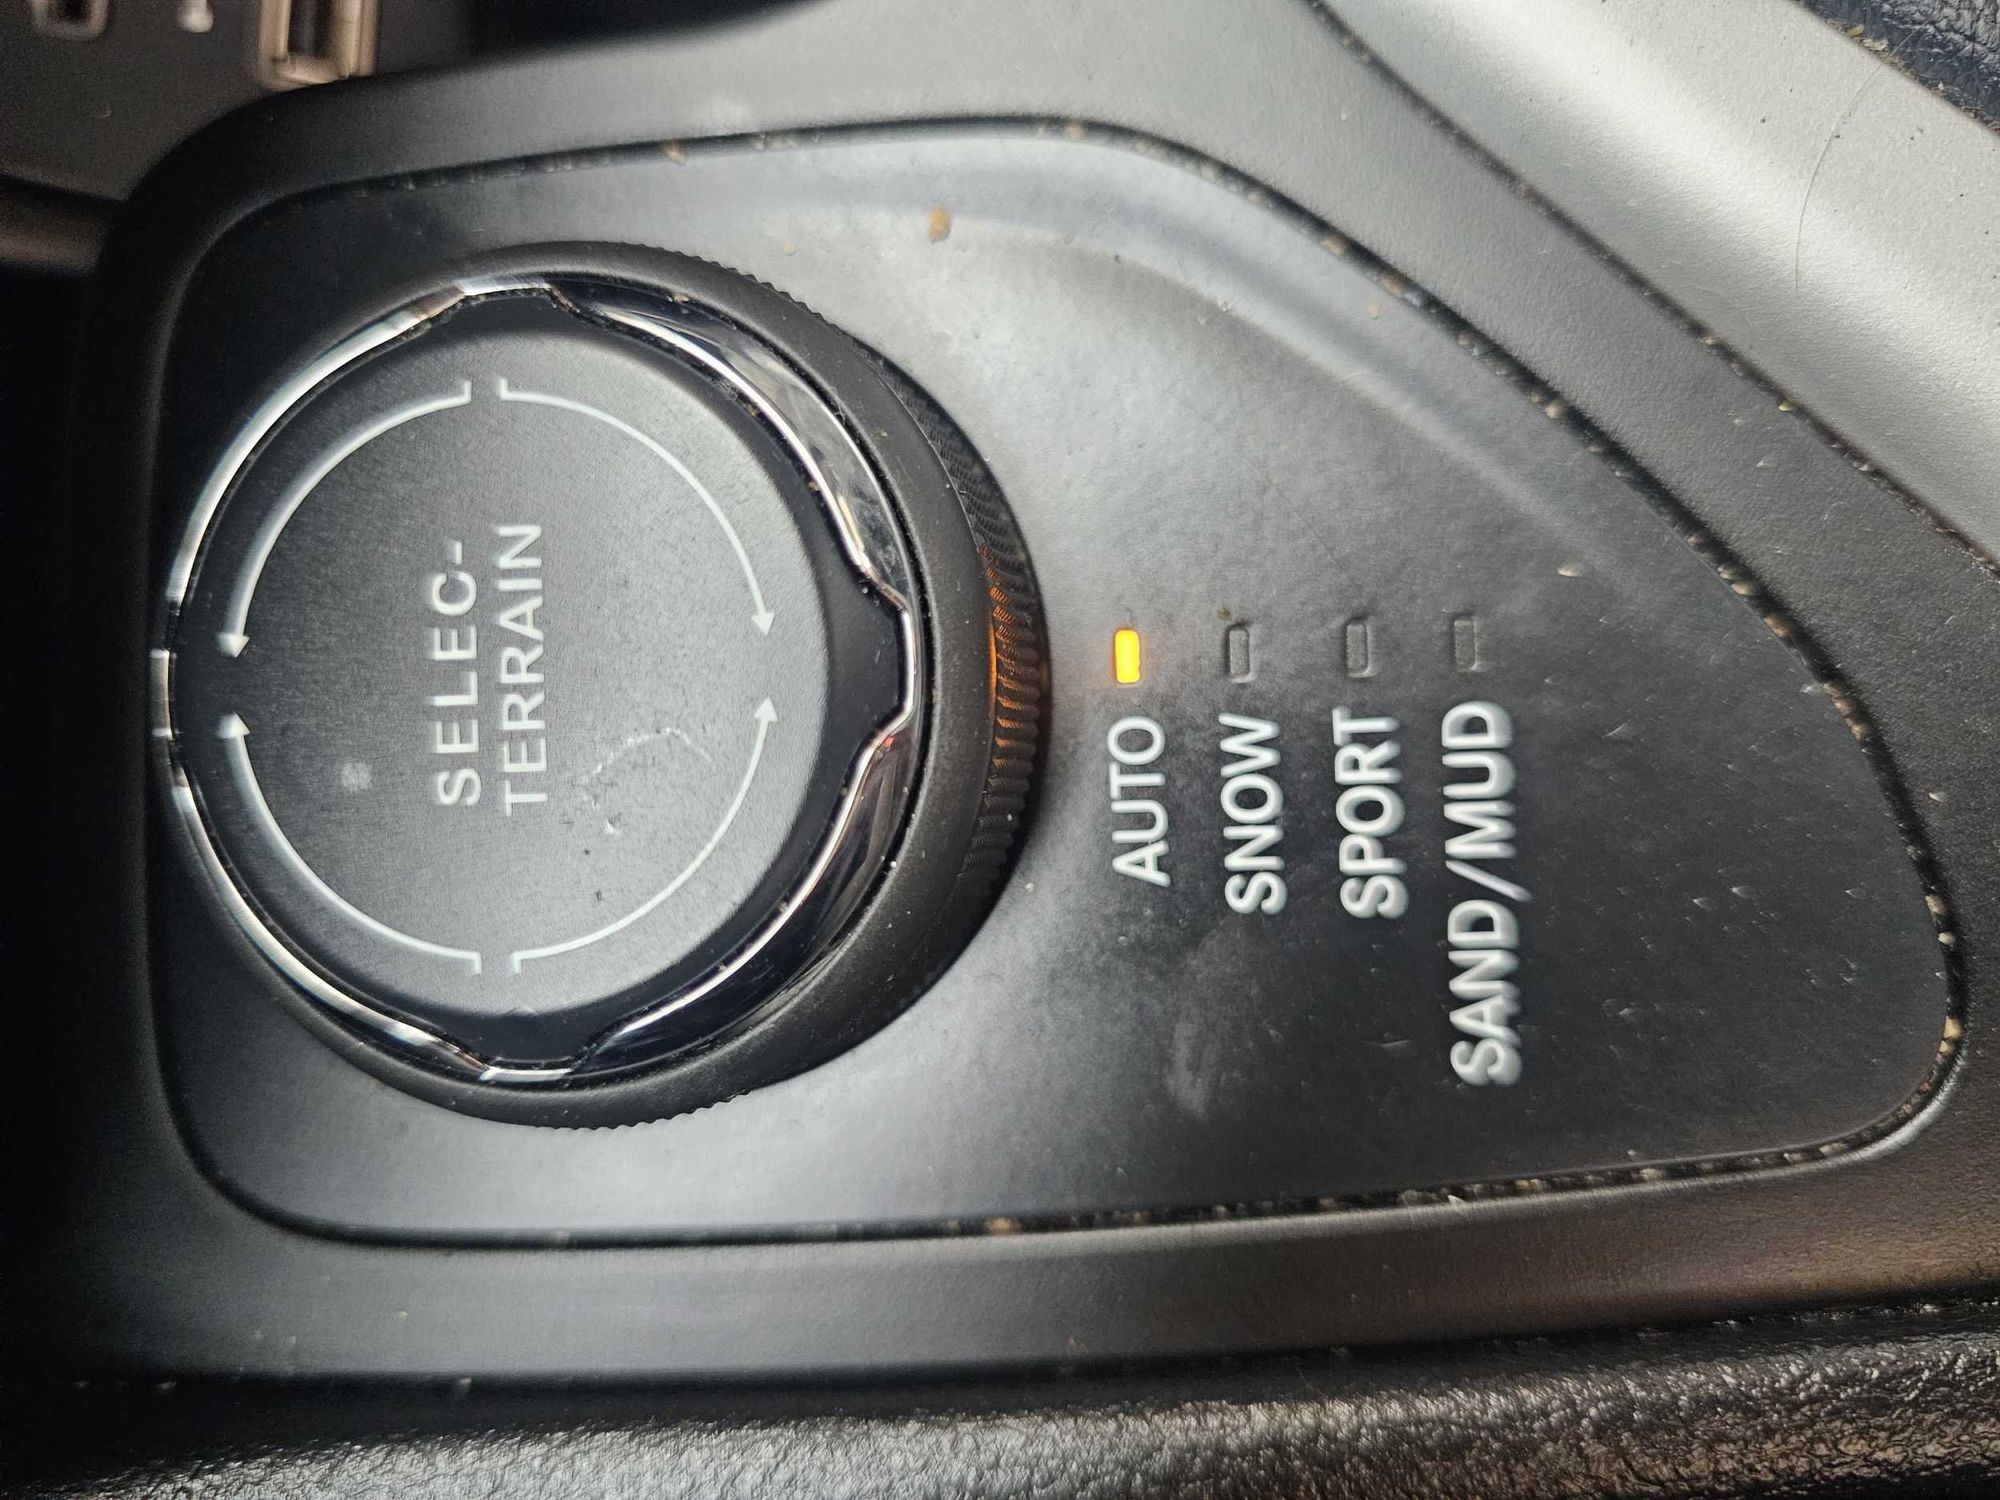 SELEC-
TERRAIN
AUTO
SNOW
SPORT
SAND/MUD